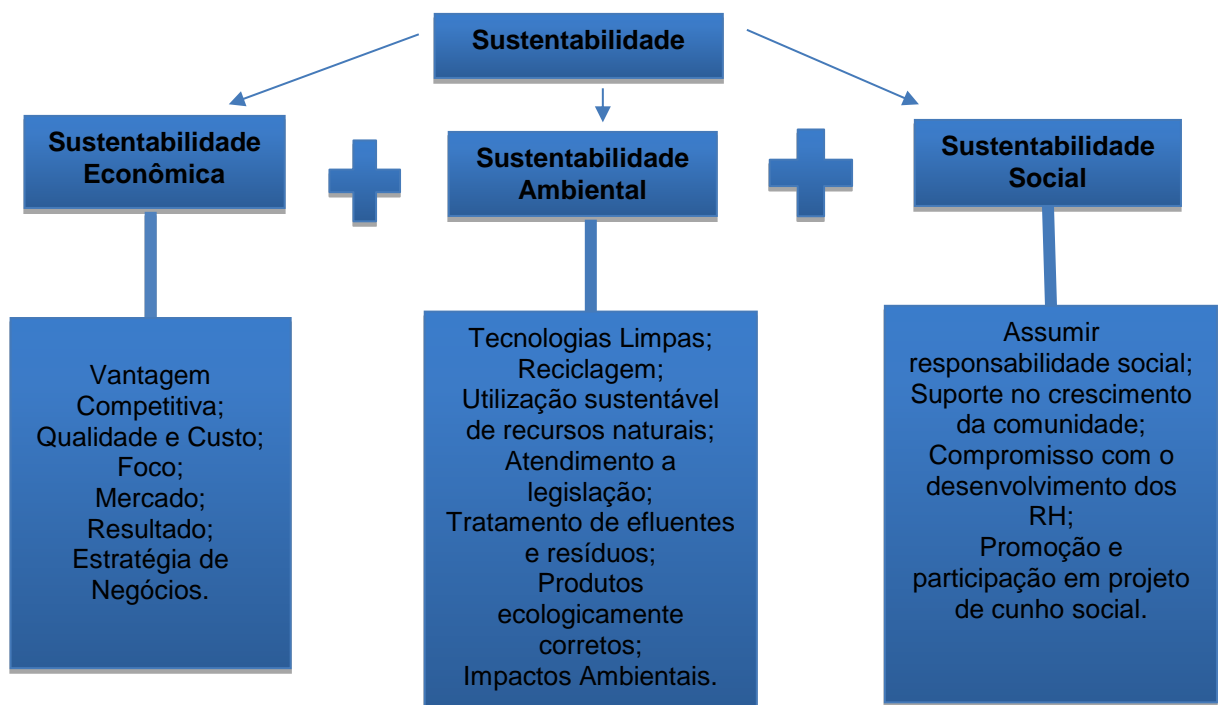 Sustentabilidade
Sustentabilidade
Econômica
Sustentabilidade
Ambiental
Sustentabilidade
Social
Vantagem
Competitiva;
Qualidade e Custo;
Foco;
Mercado;
Resultado;
Estratégia de
Negócios.
Tecnologias Limpas;
Reciclagem;
Utilização sustentável
de recursos naturais;
Atendimento a
legislação;
Tratamento de efluentes
e resíduos;
Produtos
ecologicamente
corretos;
Impactos Ambientais.
Assumir
responsabilidade social;
Suporte no crescimento
da comunidade;
Compromisso com o
desenvolvimento dos
RH;
Promoção e
participação em projeto
de cunho social.